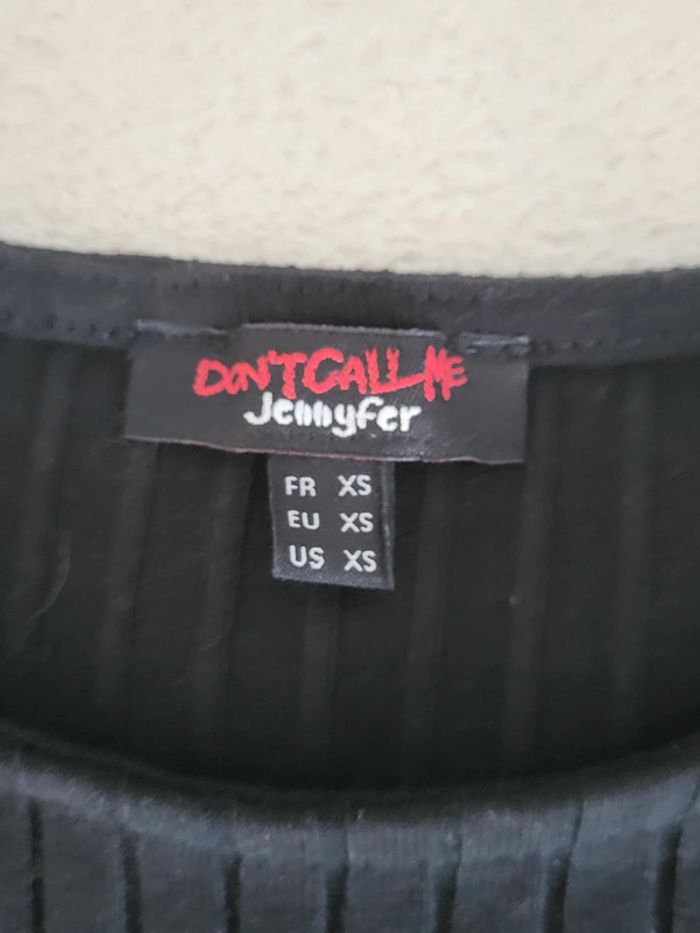 DON'T CALL ME
Jennyfer
FR XS
EU XS
US XS